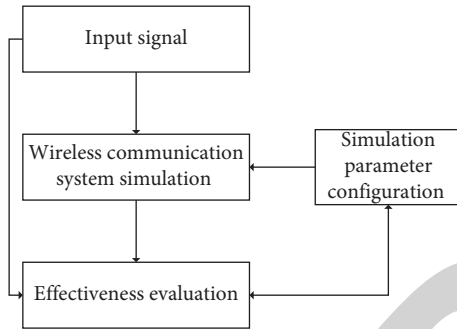 Input signal
Wireless communication
system simulation
Simulation
parameter
configuration
Effectiveness evaluation